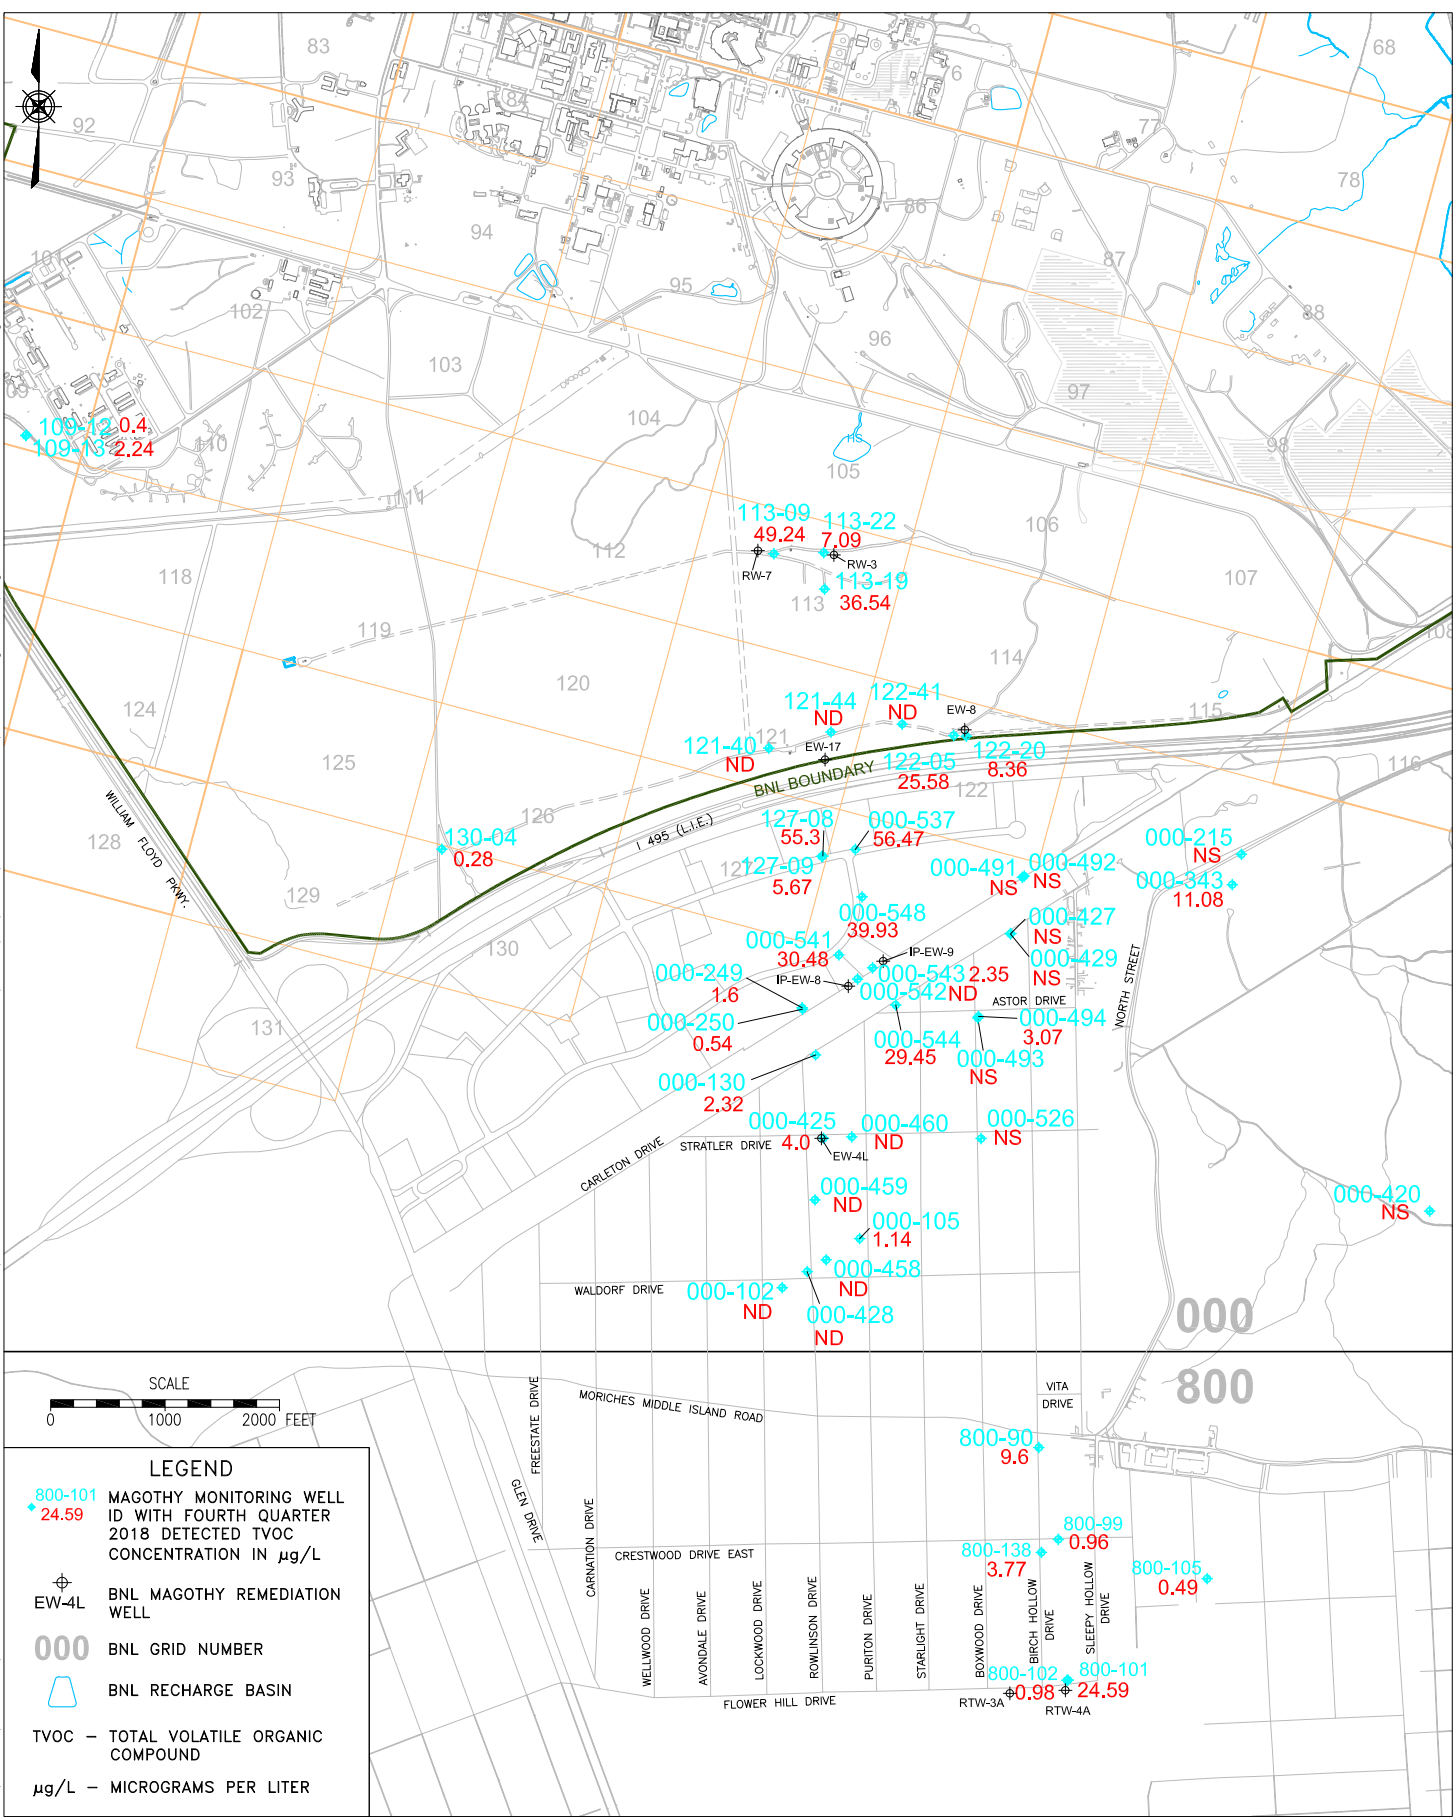 83
68
84
76
77
92
85
93
78
86
94
87
101
95
102
88
96
103
97
104
109-12 0.4
109-13 2.24
110
98
HS
105
111
113-09
49.24
113-22
7.09
106
112
RW-7
RW-3
118
107
113-19
36.54
113
119
108
114
120
121-44
ND
122-41
ND
EW-8
124
115
121
121-40
ND
EW-17
125
122-05
25.58
122-20
8.36
116
BNL BOUNDARY
122
126
I 495 (L.I.E.)
WILLIAM FLOYD PKWY.
128
130-04
0.28
127-08
55.3
000-537
56.47
000-215
NS
127
127-09
5.67
000-491
NS
000-492
NS
000-343
11.08
129
000-548
39.93
000-427
NS
130
000-541
30.48
IP-EW-9
000-429
NS
000-249
1.6
IP-EW-8
000-543
2.35
000-542
ND
NORTH STREET
ASTOR DRIVE
131
000-250
0.54
000-494
3.07
000-544
29.45
000-493
NS
000-130
2.32
000-425
4.0
000-460
ND
000-526
NS
STRATLER DRIVE
EW-4L
CARLETON DRIVE
000-459
ND
000-420
NS
000-105
1.14
000-458
ND
WALDORF DRIVE
000-102
ND
000-428
ND
000
800
SCALE
0 1000 2000 FEET
VITA
DRIVE
MORICHES MIDDLE ISLAND ROAD
FREESTATE DRIVE
800-90
9.6
GLEN DRIVE
CARNATION DRIVE
800-99
0.96
CRESTWOOD DRIVE EAST
800-138
3.77
800-105
0.49
WELLWOOD DRIVE
AVONDALE DRIVE
LOCKWOOD DRIVE
ROWLINSON DRIVE
PURITON DRIVE
STARLIGHT DRIVE
BOXWOOD DRIVE
BIRCH HOLLOW
DRIVE
SLEEPY HOLLOW
DRIVE
800-102
0.98
800-101
24.59
FLOWER HILL DRIVE
RTW-3A
RTW-4A
LEGEND
800-101
24.59
MAGOTHY MONITORING WELL
ID WITH FOURTH QUARTER
2018 DETECTED TVOC
CONCENTRATION IN µg/L
EW-4L
BNL MAGOTHY REMEDIATION
WELL
000 BNL GRID NUMBER
BNL RECHARGE BASIN
TVOC – TOTAL VOLATILE ORGANIC
COMPOUND
µg/L – MICROGRAMS PER LITER